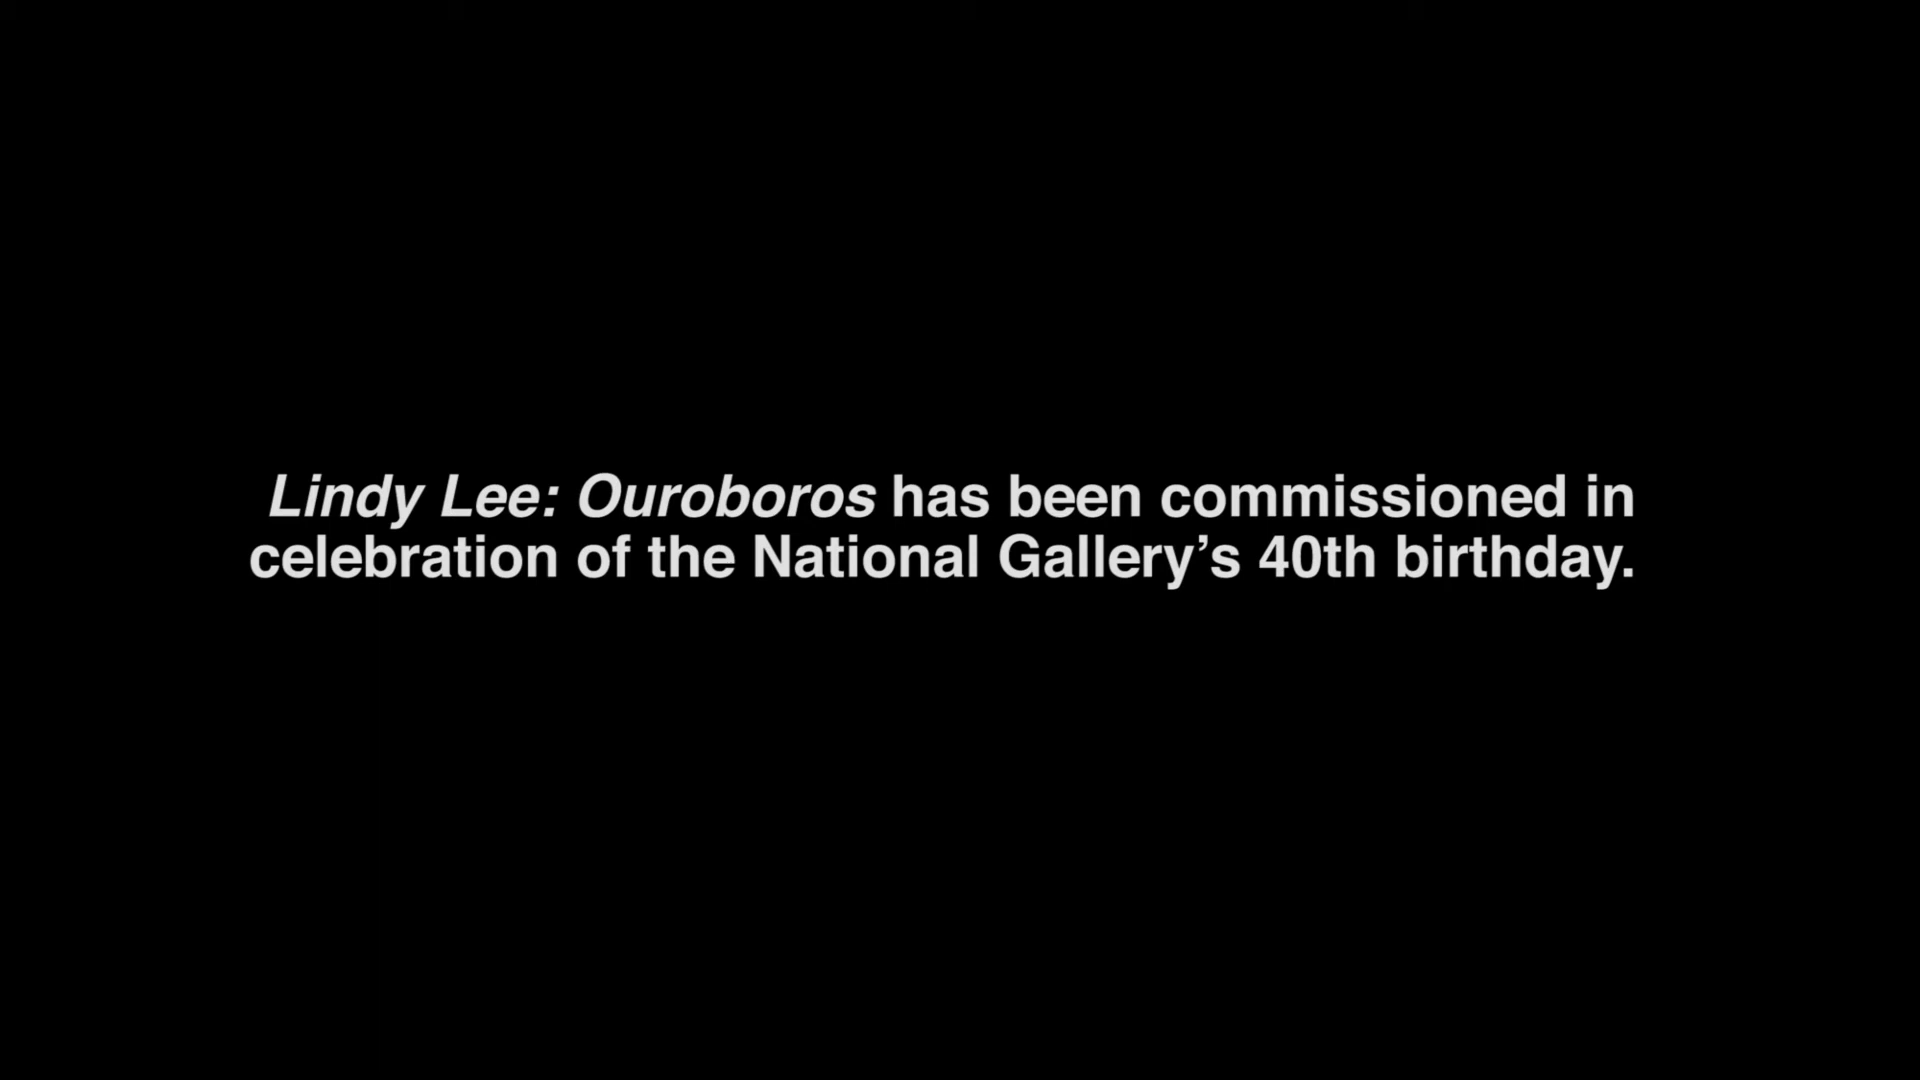 Lindy Lee: Ouroboros has been commissioned in
celebration of the National Gallery’s 40th birthday.